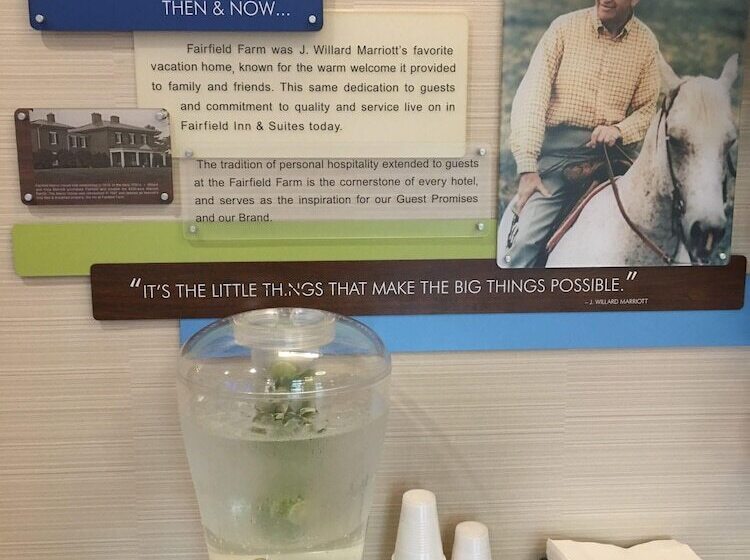 THEN & NOW...
Fairfield Farm was J. Willard Marriott's favorite
vacation home, known for the warm welcome it provided
to family and friends. This same dedication to guests
and commitment to quality and service live on in
Fairfield Inn & Suites today.
The tradition of personal hospitality extended to guests
at the Fairfield Farm is the cornerstone of every hotel,
and serves as the inspiration for our Guest Promises
and our Brand.
"IT'S THE LITTLE THINGS THAT MAKE THE BIG THINGS POSSIBLE."
– J. WILLARD MARRIOTT